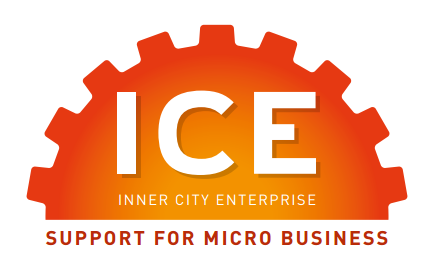 ICE
INNER CITY ENTERPRISE
SUPPORT FOR MICRO BUSINESS